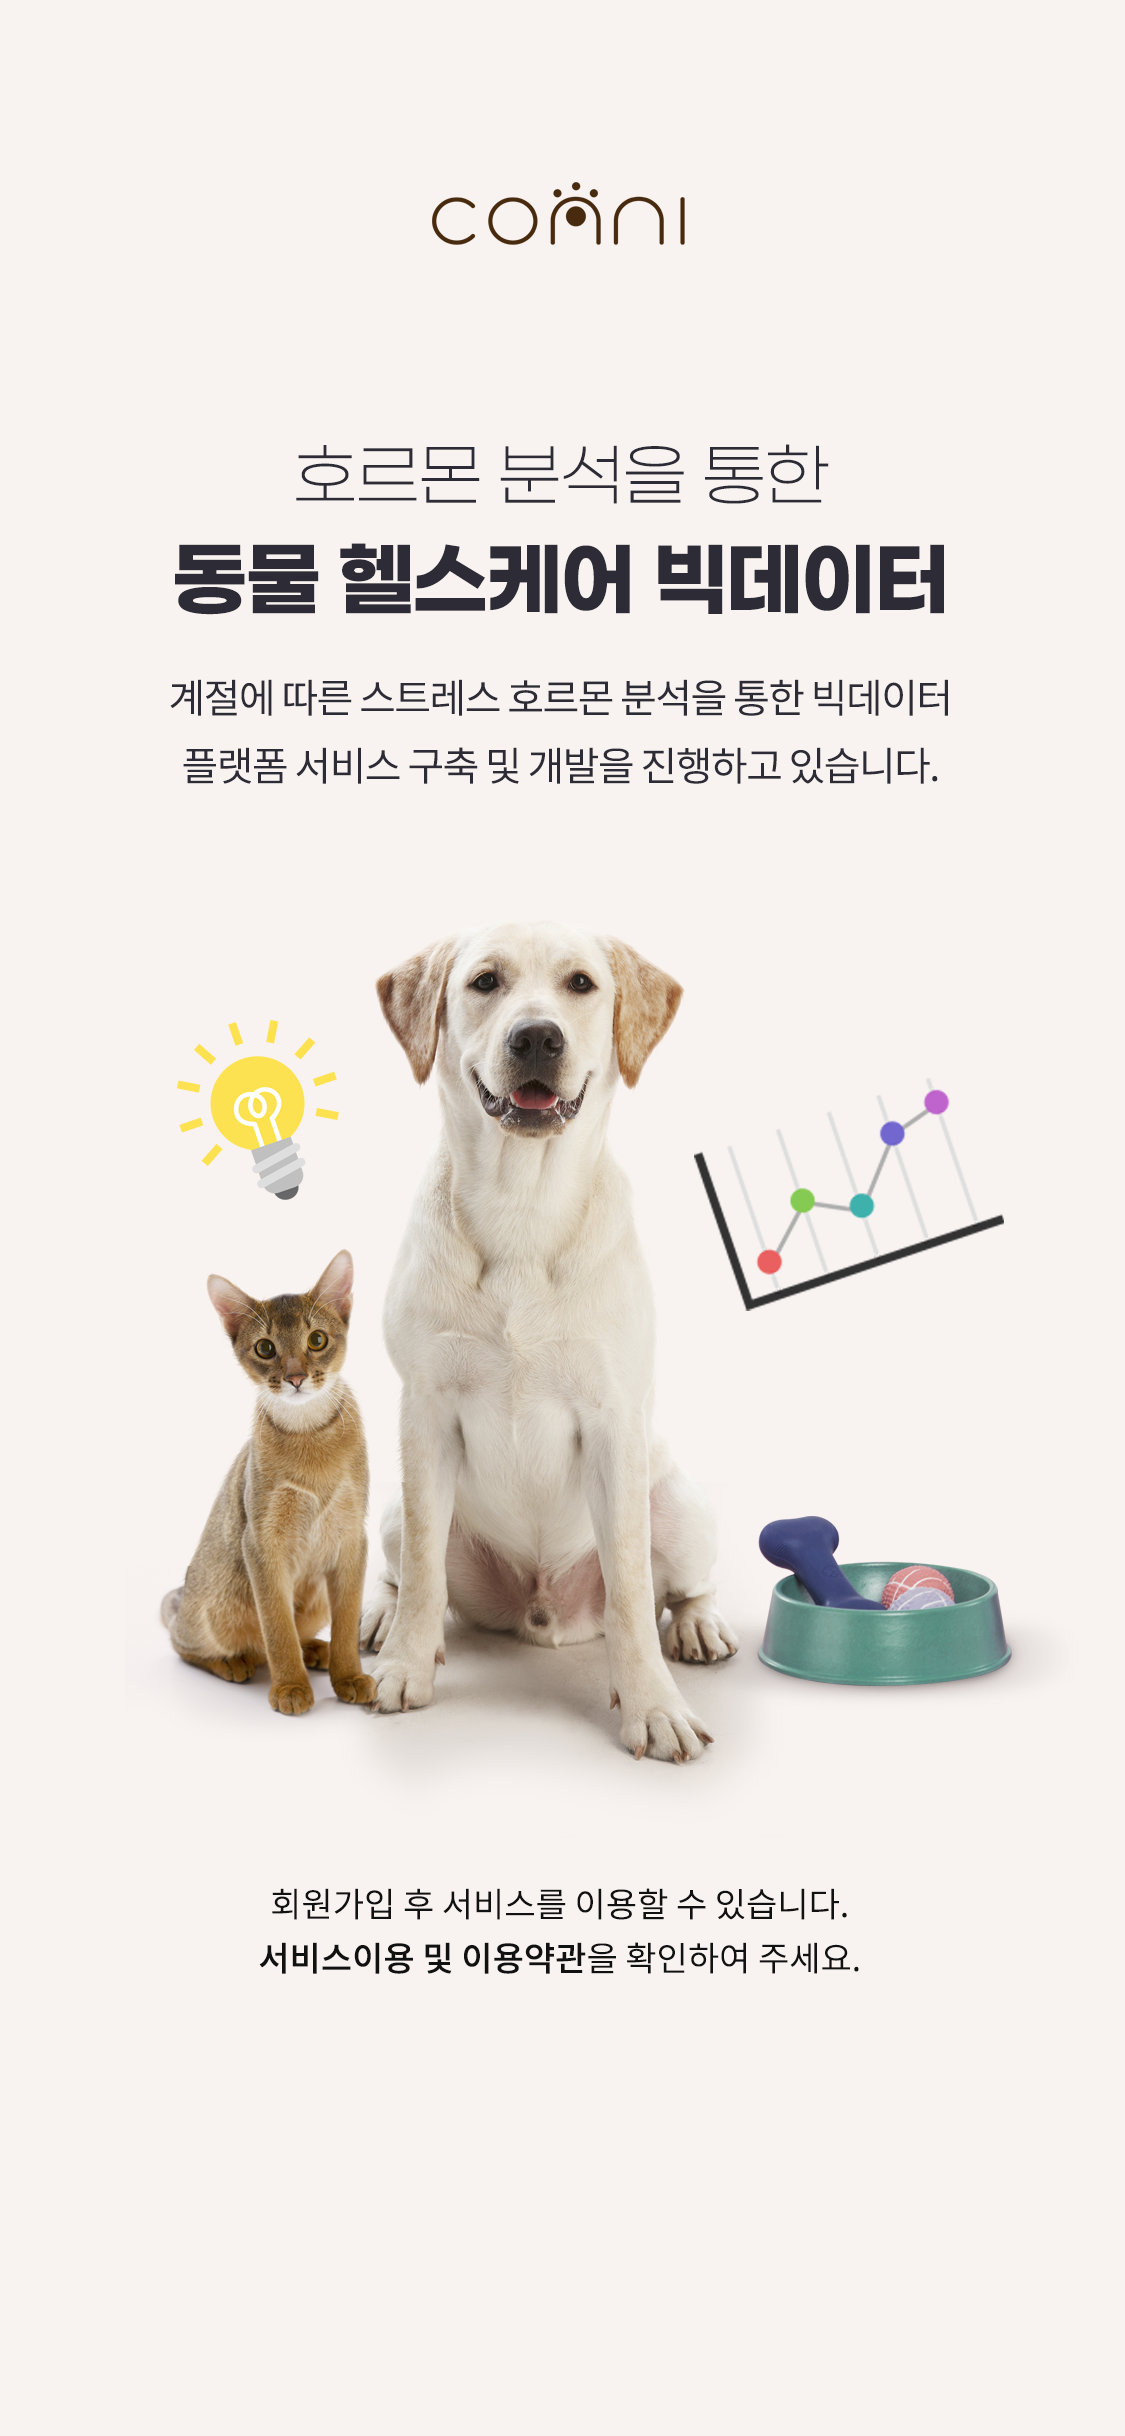 COANI
호르몬 분석을 통한
동물 헬스케어 빅데이터
계절에 따른 스트레스 호르몬 분석을 통한 빅데이터
플랫폼 서비스 구축 및 개발을 진행하고 있습니다.
회원가입 후 서비스를 이용할 수 있습니다.
서비스이용 및 이용약관을 확인하여 주세요.